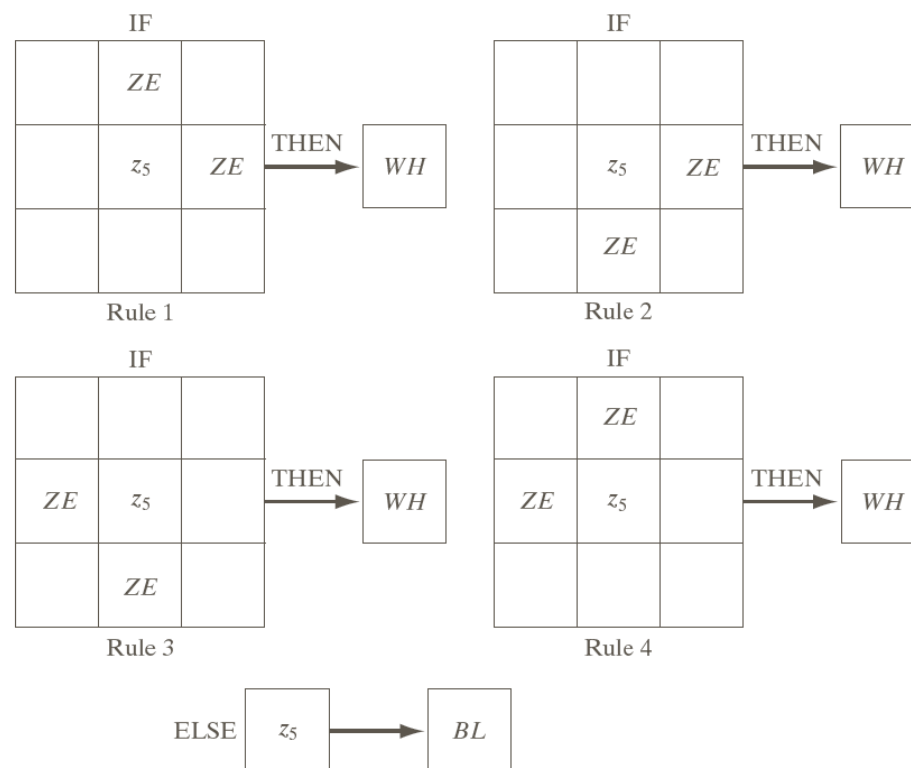 IF
ZE
z5 ZE THEN WH
Rule 1
IF
z5 ZE THEN WH
ZE
Rule 2
IF
ZE z5 THEN WH
ZE
Rule 3
IF
ZE
ZE z5 THEN WH
Rule 4
ELSE z5 BL